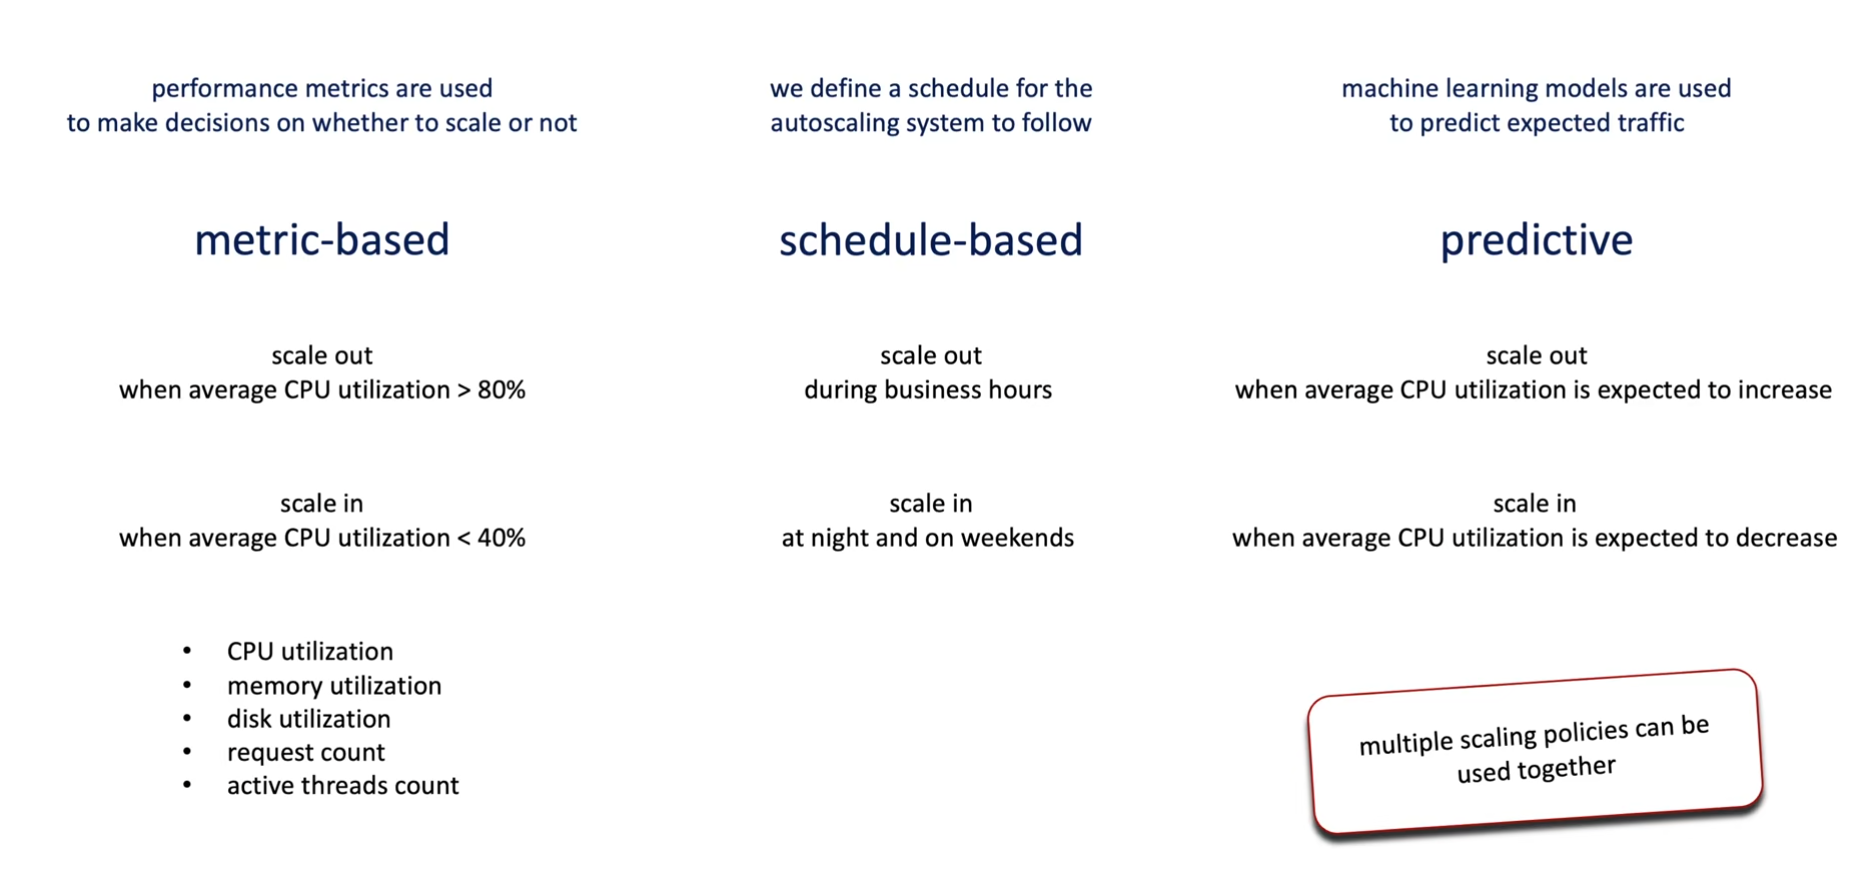 performance metrics are used
to make decisions on whether to scale or not
metric-based
scale out
when average CPU utilization > 80%
scale in
when average CPU utilization < 40%
• CPU utilization
• memory utilization
• disk utilization
• request count
• active threads count
we define a schedule for the
autoscaling system to follow
schedule-based
scale out
during business hours
scale in
at night and on weekends
machine learning models are used
to predict expected traffic
predictive
scale out
when average CPU utilization is expected to increase
scale in
when average CPU utilization is expected to decrease
multiple scaling policies can be
used together